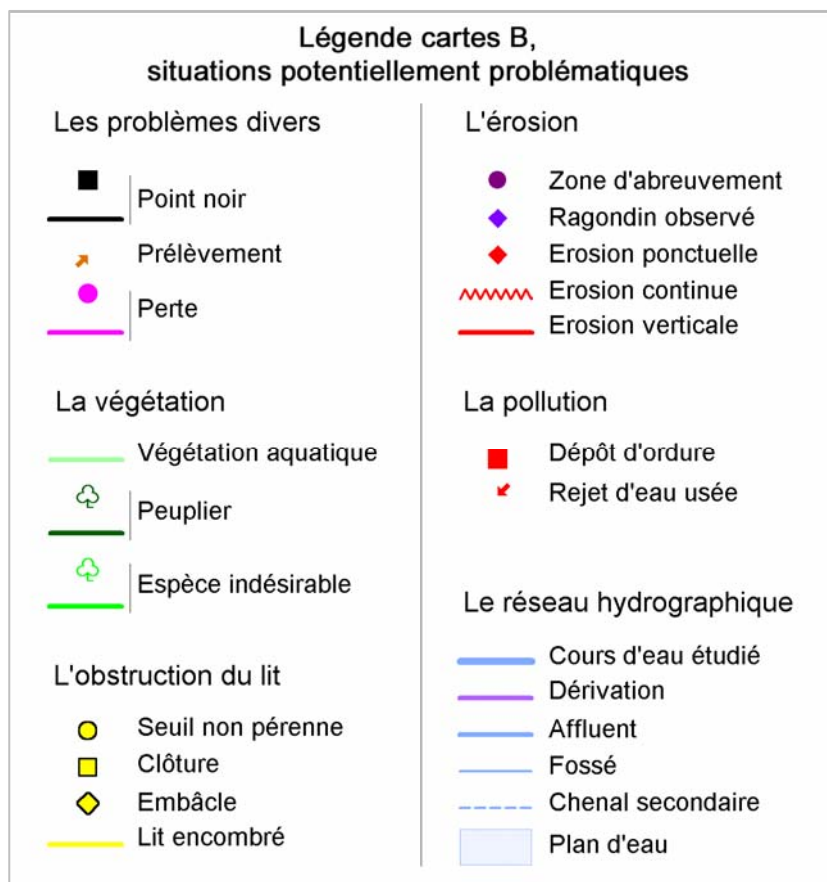 Légende cartes B,
situations potentiellement problématiques
Les problèmes divers
Point noir
Prélèvement
Perte
La végétation
Végétation aquatique
Peuplier
Espèce indésirable
L'obstruction du lit
Seuil non pérenne
Clôture
Embâcle
Lit encombré
L'érosion
Zone d'abreuvement
Ragondin observé
Erosion ponctuelle
Erosion continue
Erosion verticale
La pollution
Dépôt d'ordure
Rejet d'eau usée
Le réseau hydrographique
Cours d'eau étudié
Dérivation
Affluent
Fossé
Chenal secondaire
Plan d'eau